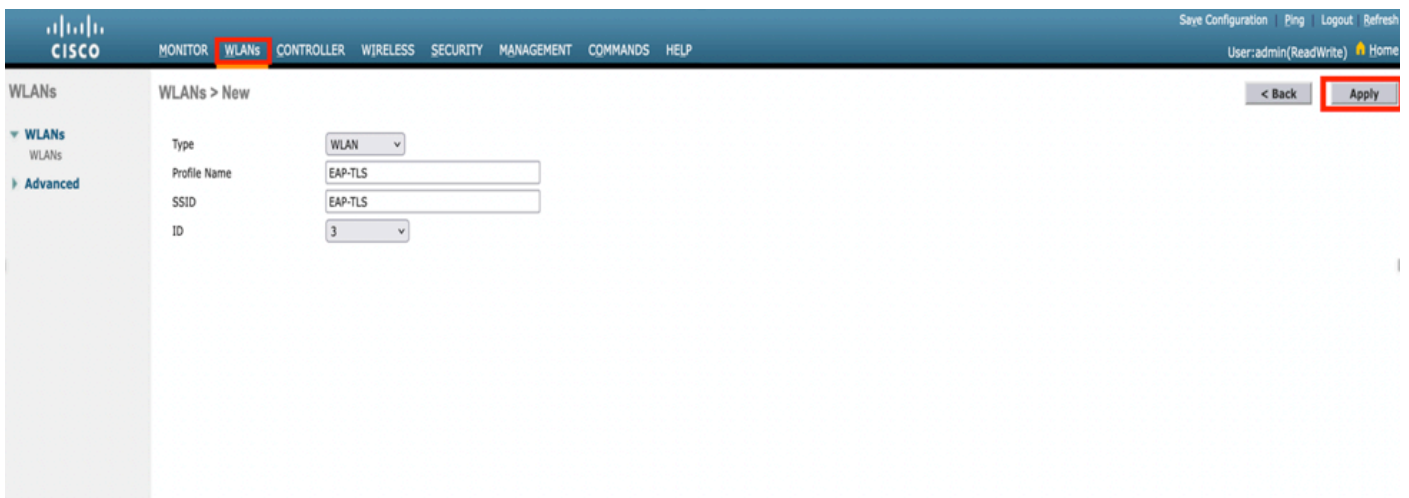 Save Configuration | Ping | Logout | Refresh
CISCO
MONITOR WLANs CONTROLLER WIRELESS SECURITY MANAGEMENT COMMANDS HELP
User:admin(ReadWrite) Home
WLANs
WLANs > New
< Back
Apply
WLANs
WLANs
Advanced
Type WLAN
Profile Name EAP-TLS
SSID EAP-TLS
ID 3